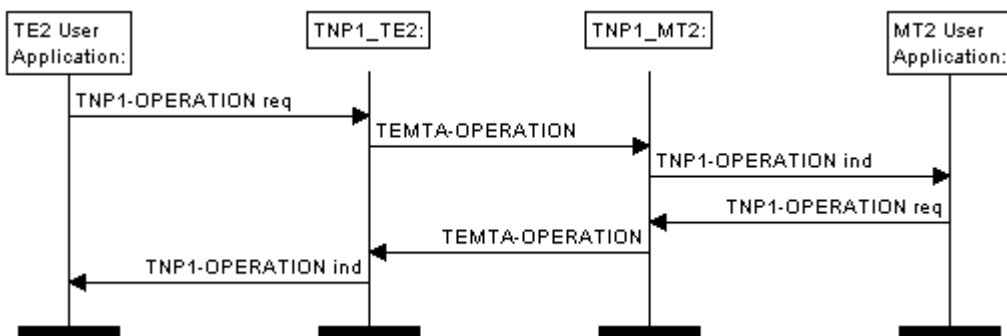 TE2 User
Application:
TNP1_TE2:
TNP1_MT2:
MT2 User
Application:
TNP1-OPERATION req
TEMTA-OPERATION
TNP1-OPERATION ind
TNP1-OPERATION req
TEMTA-OPERATION
TNP1-OPERATION ind